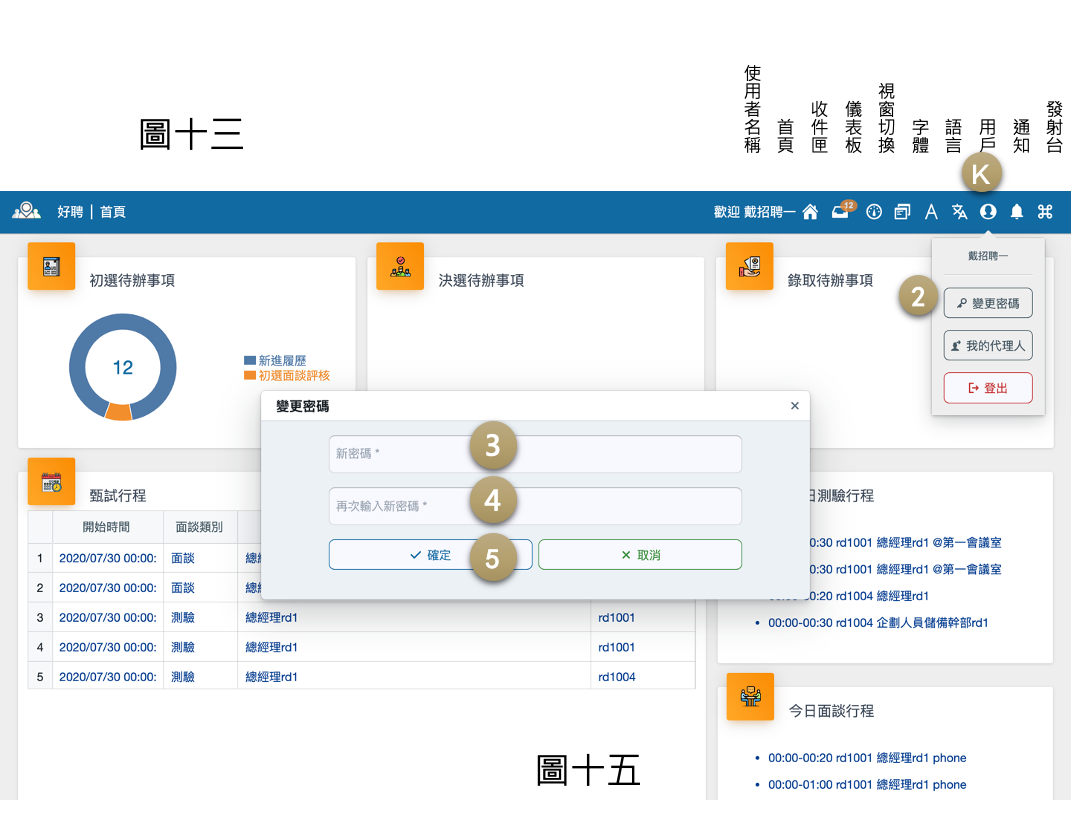 圖十三
使用者名稱
首頁
收件匣
儀表板
視窗切換
字體
語言
用戶
通知
發射台
K
好聘 | 首頁
歡迎 戴招聘一
12
戴招聘一
2
變更密碼
我的代理人
登出
初選待辦事項
12
新進履歷
初選面談評核
決選待辦事項
錄取待辦事項
變更密碼
新密碼 *
3
再次輸入新密碼 *
4
確定
5
取消
甄試行程
開始時間 面談類別
1 2020/07/30 00:00: 面談
2 2020/07/30 00:00: 面談
3 2020/07/30 00:00: 測驗 總經理rd1 rd1001
4 2020/07/30 00:00: 測驗 總經理rd1 rd1001
5 2020/07/30 00:00: 測驗 總經理rd1 rd1004
日測驗行程
0:30 rd1001 總經理rd1 @第一會議室
0:30 rd1001 總經理rd1 @第一會議室
00:00-00:20 rd1004 總經理rd1
• 00:00-00:30 rd1004 企劃人員儲備幹部rd1
今日面談行程
• 00:00-00:20 rd1001 總經理rd1 phone
• 00:00-01:00 rd1001 總經理rd1 phone
圖十五